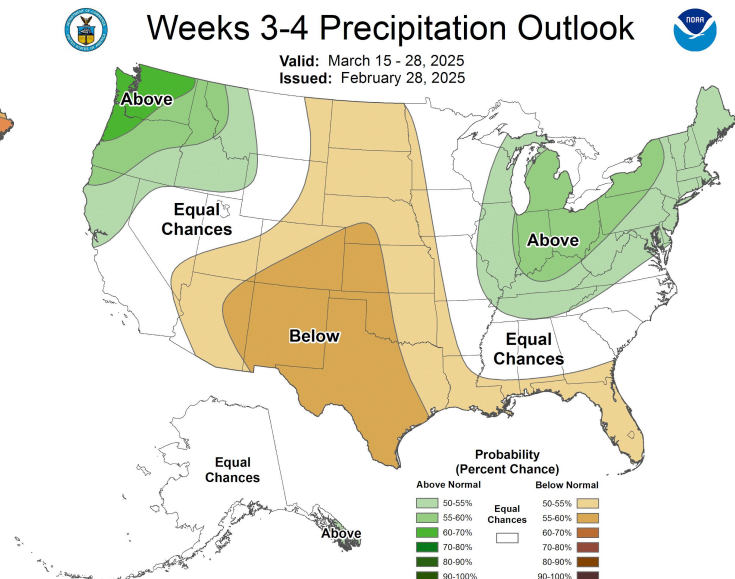 Weeks 3-4 Precipitation Outlook
NOAA
Valid: March 15 - 28, 2025
Issued: February 28, 2025
Above
Equal
Chances
Above
Below
Equal
Chances
Equal
Chances
Above
Probability
(Percent Chance)
Above Normal
Below Normal
50-55%
55-60%
60-70%
70-80%
80-90%
90-100%
Equal
Chances
50-55%
55-60%
60-70%
70-80%
80-90%
90-100%